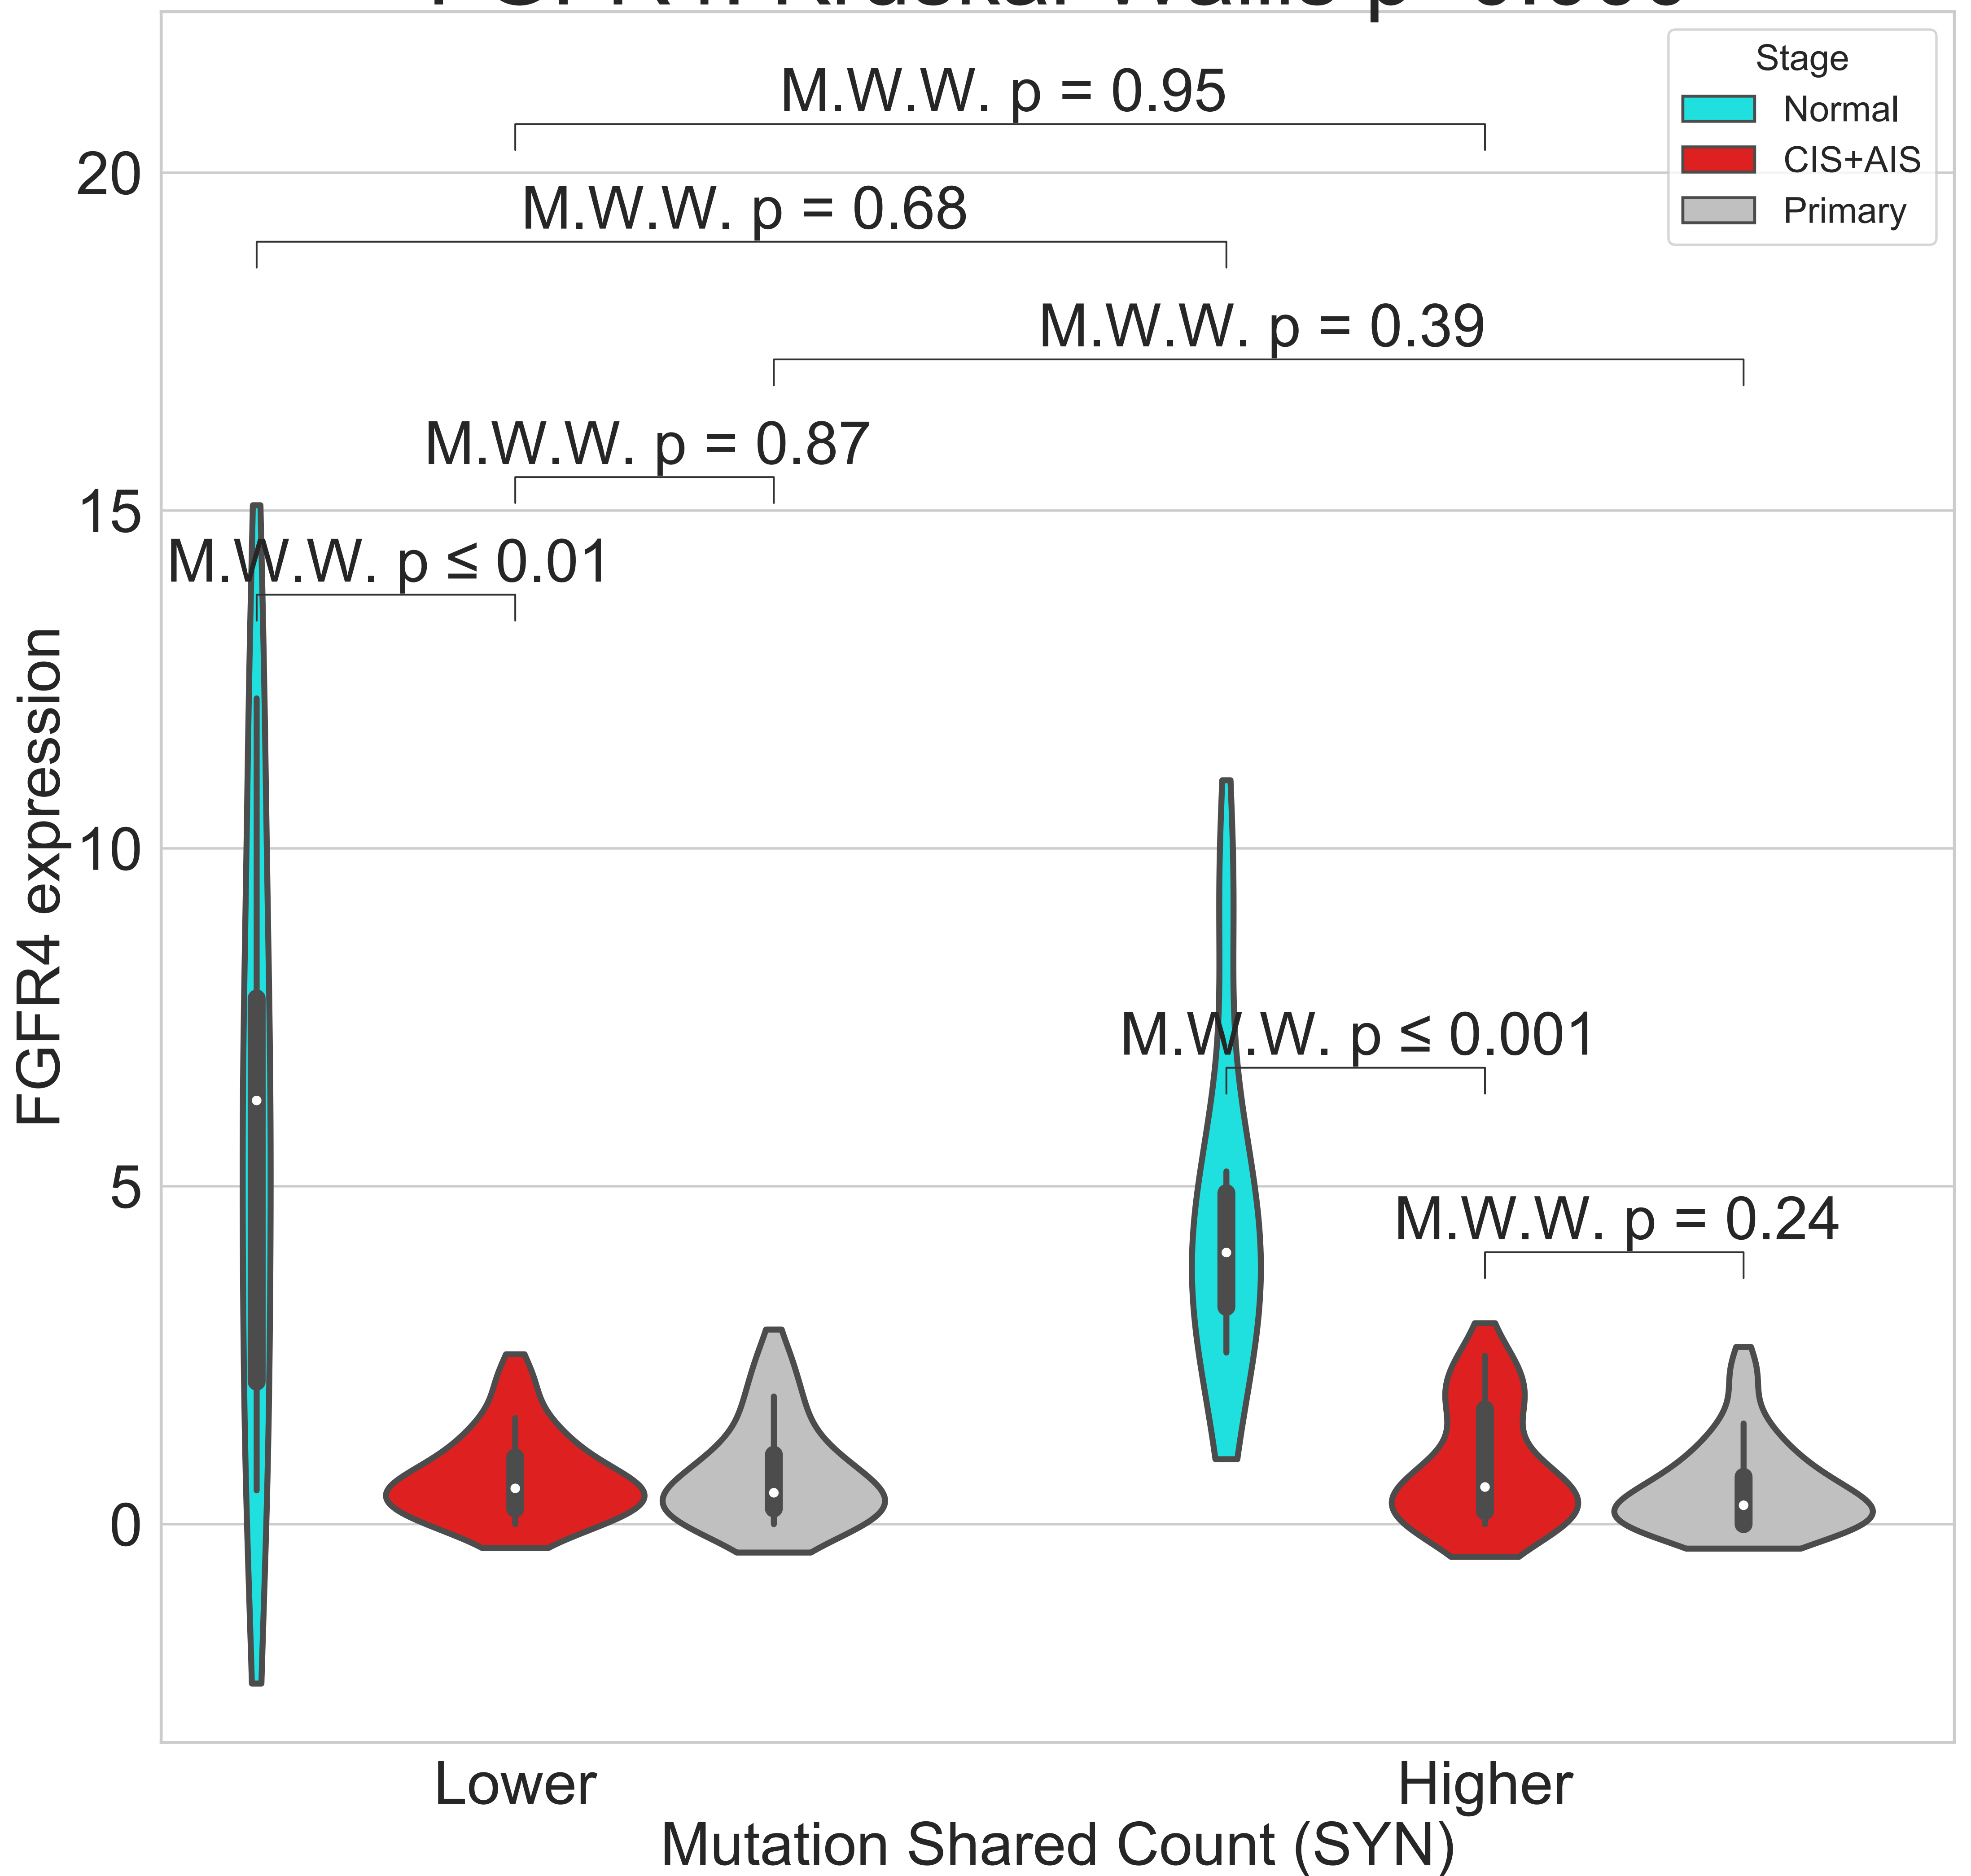 M.W.W. p = 0.95
Stage
Normal
CIS+AIS
Primary
20
M.W.W. p = 0.68
M.W.W. p = 0.39
M.W.W. p = 0.87
15
M.W.W. p ≤ 0.01
FGFR4 expression
10
M.W.W. p ≤ 0.001
5
M.W.W. p = 0.24
0
Lower
Higher
Mutation Shared Count (SYN)